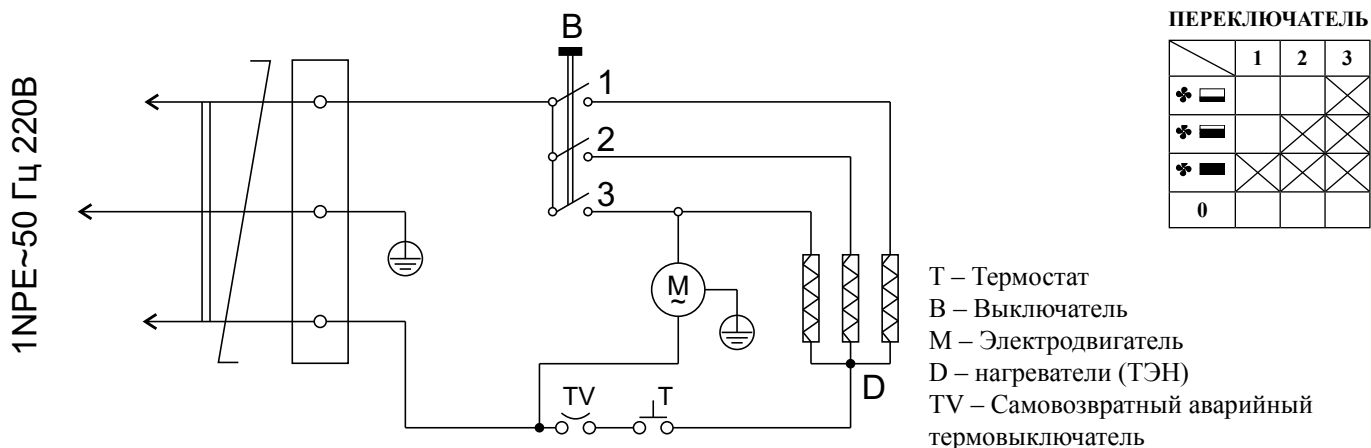 1NPE~50 Гц 220В
B
1
2
3
M
~
TV
T
D
ПЕРЕКЛЮЧАТЕЛЬ
1 2 3
0
T – Термостат
B – Выключатель
M – Электродвигатель
D – нагреватели (ТЭН)
TV – Самовозвратный аварийный
термовыключатель